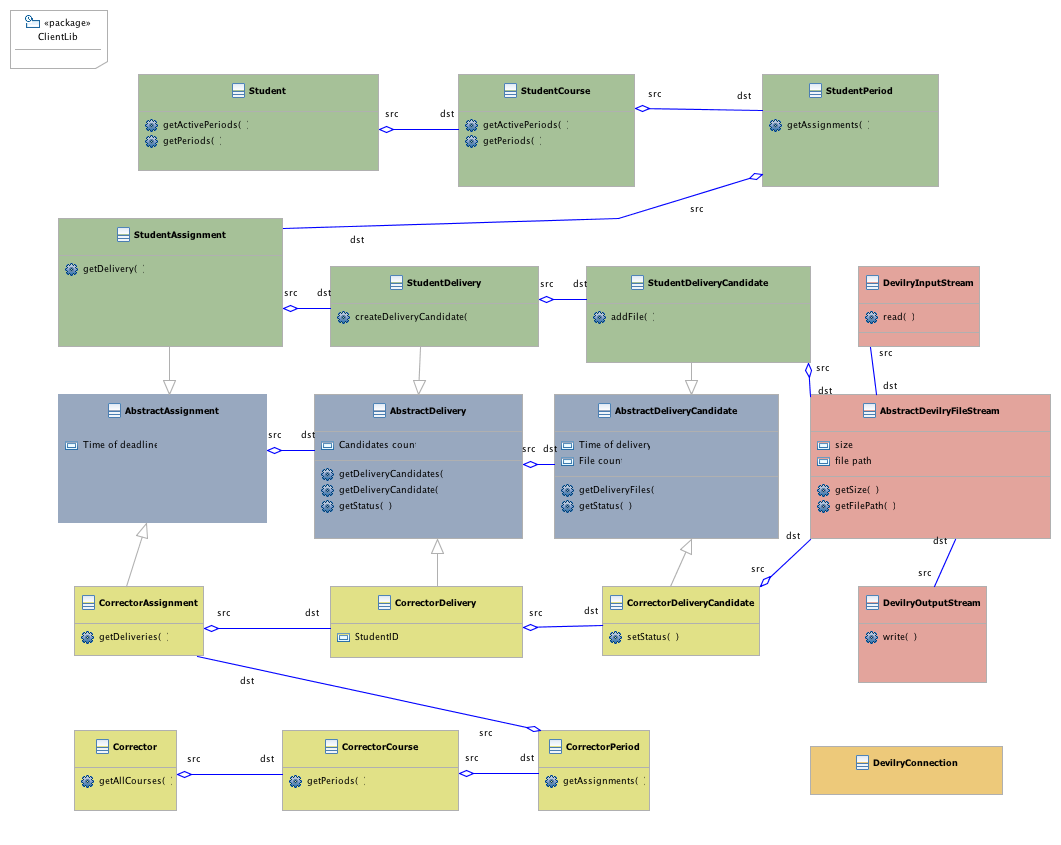 «package»
ClientLib
Student
getActivePeriods( )
getPeriods( )
src
dst
StudentCourse
getActivePeriods( )
getPeriods( )
src
dst
StudentPeriod
getAssignments( )
src
dst
StudentAssignment
getDelivery( )
src
dst
StudentDelivery
createDeliveryCandidate(
src
dst
StudentDeliveryCandidate
addFile( )
src
dst
DevilryInputStream
read( )
src
dst
AbstractAssignment
Time of deadline
src
dst
AbstractDelivery
Candidates count
getDeliveryCandidates(
getDeliveryCandidate(
getStatus( )
src
dst
AbstractDeliveryCandidate
Time of delivery
File count
getDeliveryFiles(
getStatus( )
AbstractDevilryFileStream
size
file path
getSize( )
getFilePath( )
dst
src
dst
src
CorrectorAssignment
getDeliveries( )
src
dst
CorrectorDelivery
StudentID
src
dst
CorrectorDeliveryCandidate
setStatus( )
DevilryOutputStream
write( )
dst
src
Corrector
getAllCourses( )
src
dst
CorrectorCourse
getPeriods( )
src
dst
CorrectorPeriod
getAssignments( )
DevilryConnection